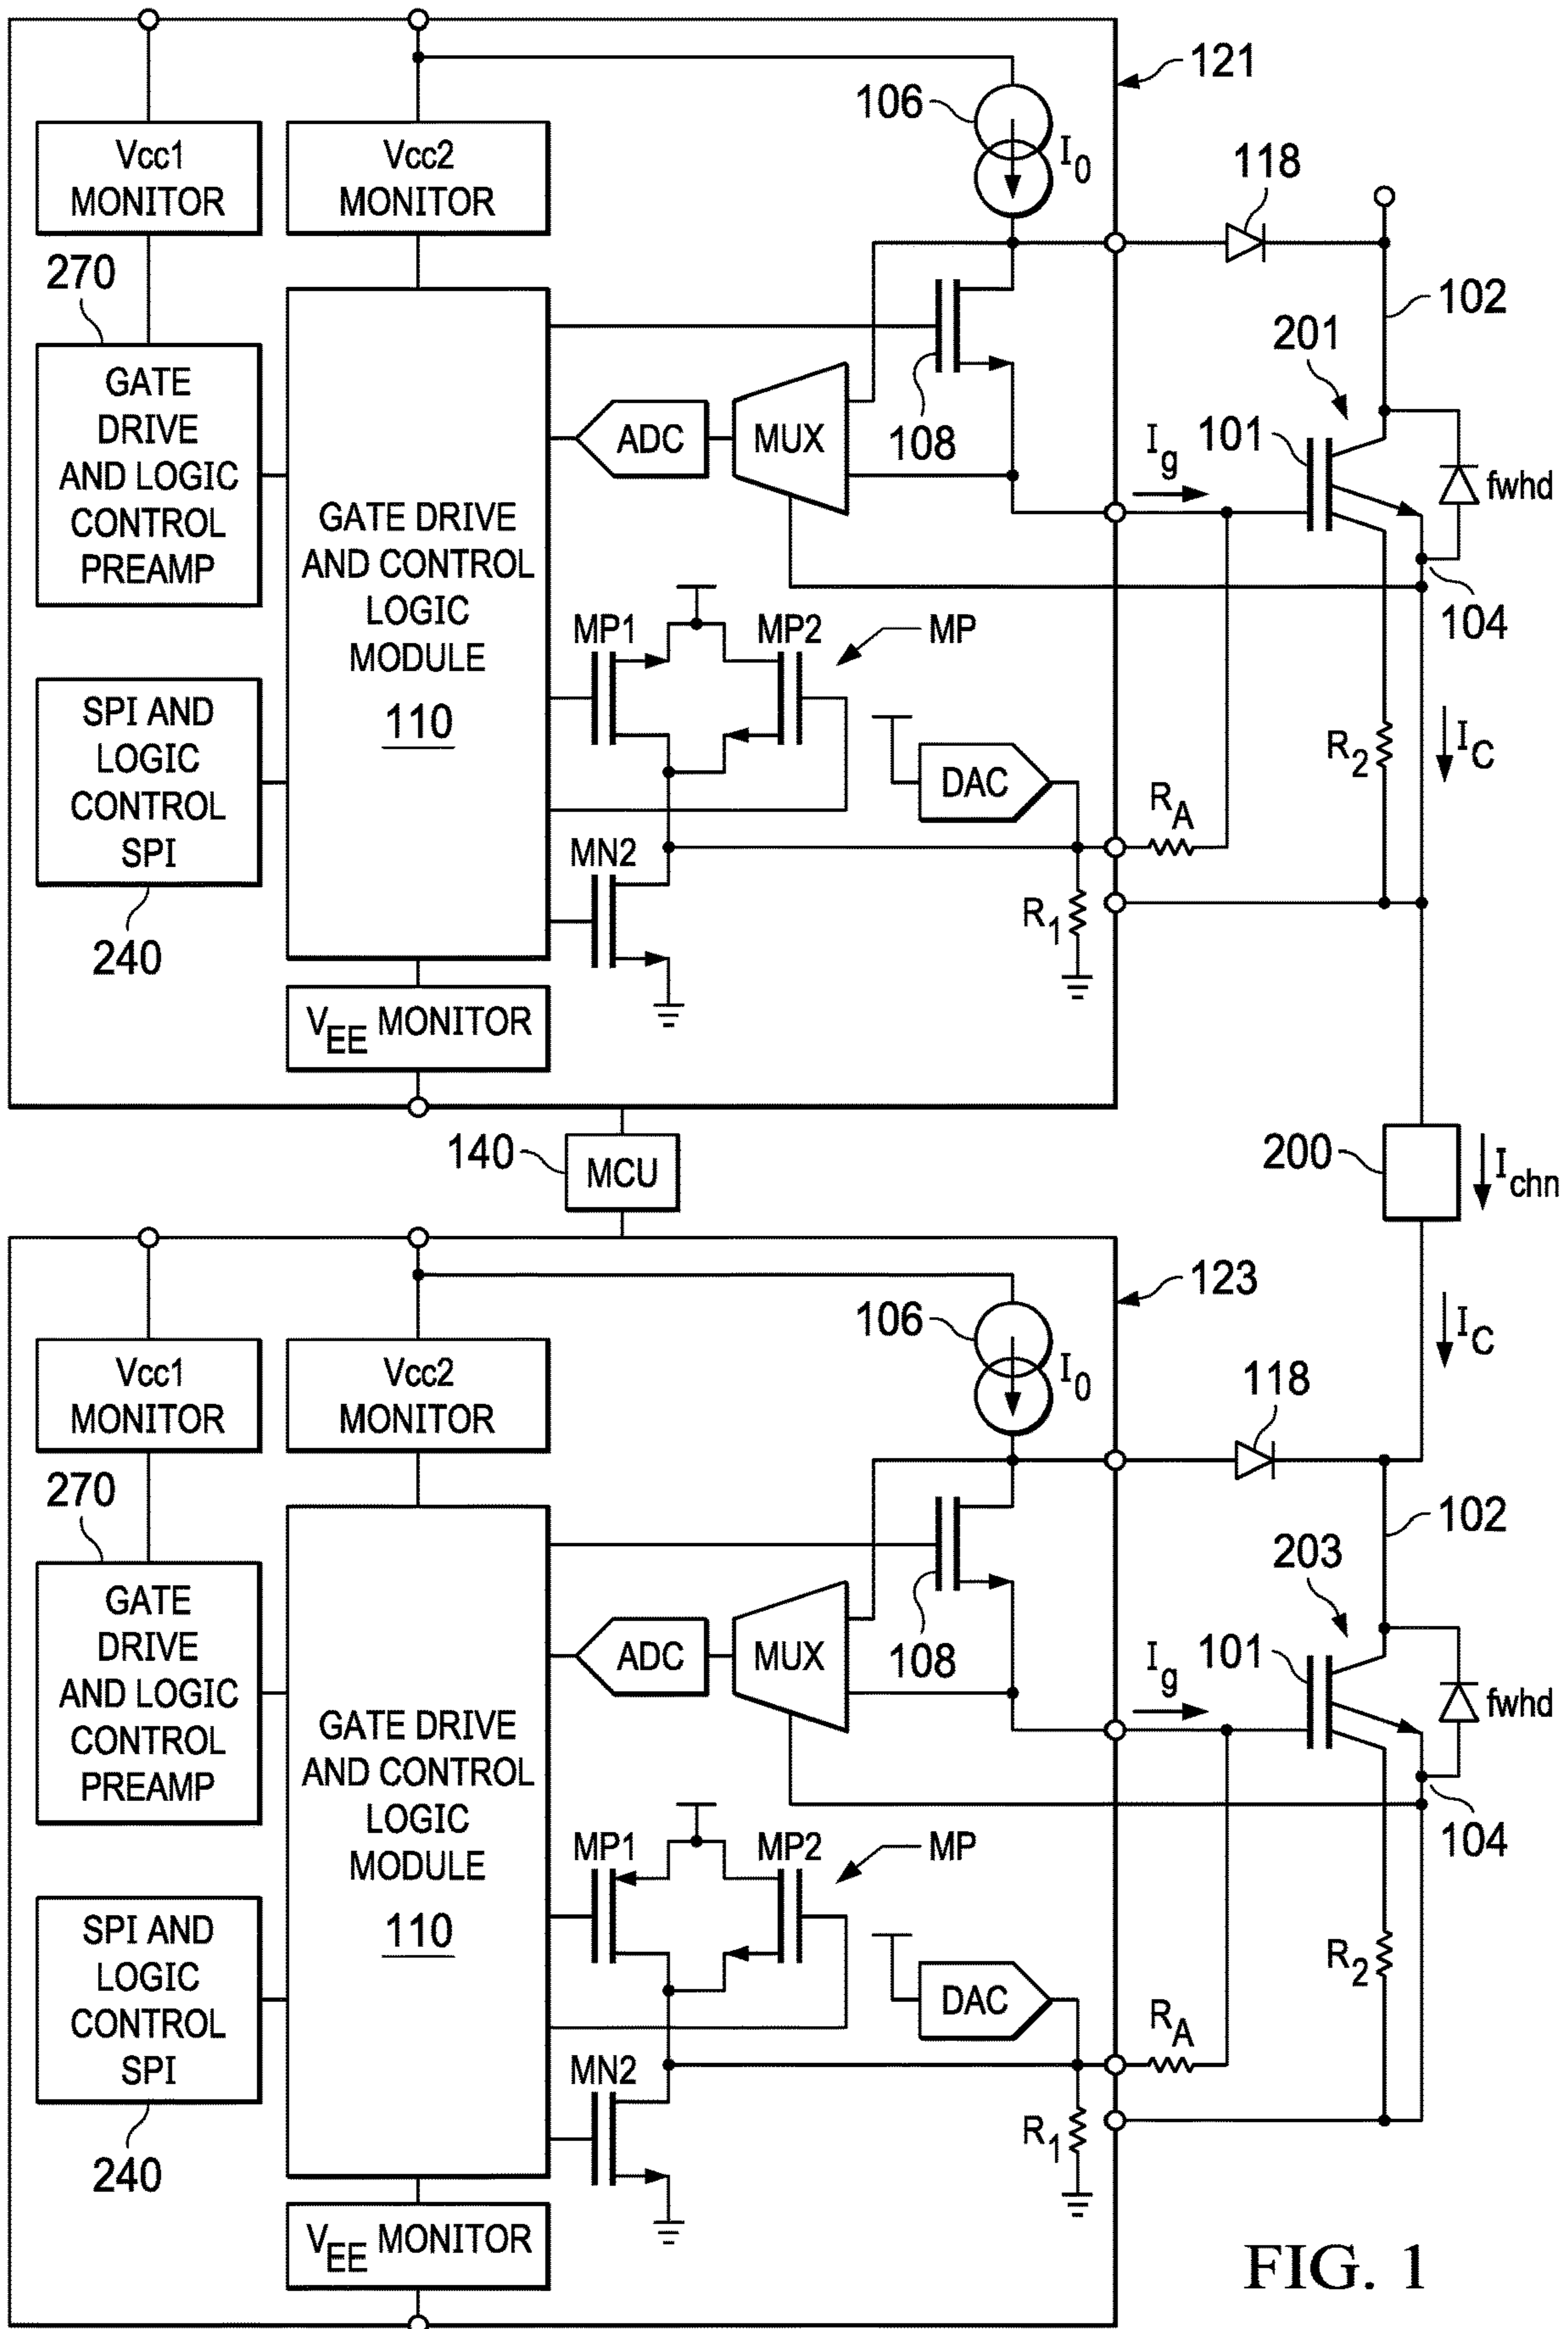 121
106
I0
Vcc1
MONITOR
Vcc2
MONITOR
118
270
102
201
GATE
DRIVE
AND LOGIC
CONTROL
PREAMP
GATE DRIVE
AND CONTROL
LOGIC
MODULE
110
ADC
MUX
108
Ig
101
fwhd
104
MP1
MP2
MP
SPI AND
LOGIC
CONTROL
SPI
240
DAC
R2
IC
RA
MN2
R1
VEE MONITOR
140
MCU
200
Ichn
123
106
I0
IC
Vcc1
MONITOR
Vcc2
MONITOR
118
270
102
203
GATE
DRIVE
AND LOGIC
CONTROL
PREAMP
GATE DRIVE
AND CONTROL
LOGIC
MODULE
110
ADC
MUX
108
Ig
101
fwhd
104
MP1
MP2
MP
SPI AND
LOGIC
CONTROL
SPI
240
DAC
R2
RA
MN2
R1
VEE MONITOR
FIG. 1